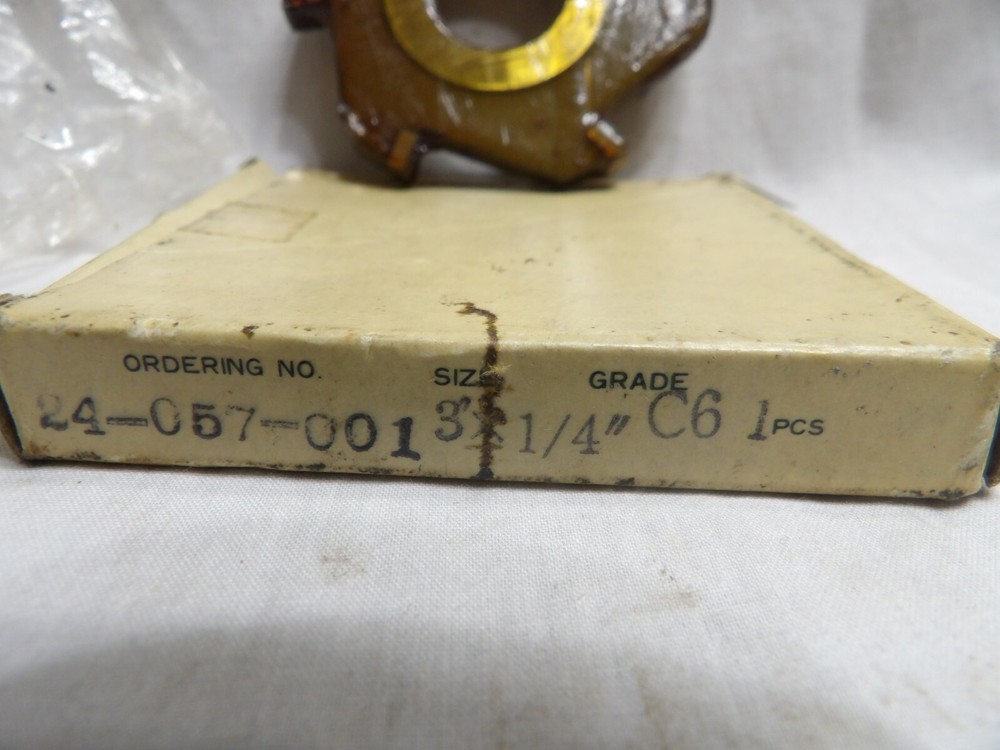 ORDERING NO. SIZE GRADE
24-057-001 3" x 1/4" C6 1 PCS